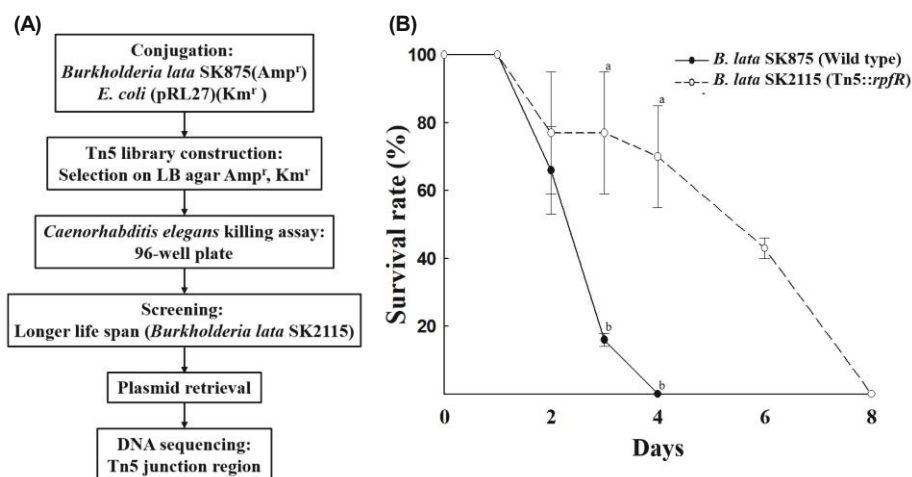 (A)
Conjugation:
Burkholderia lata SK875(Ampʳ)
E. coli (pRL27)(Kmʳ )
Tn5 library construction:
Selection on LB agar Ampʳ, Kmʳ
Caenorhabditis elegans killing assay:
96-well plate
Screening:
Longer life span (Burkholderia lata SK2115)
Plasmid retrieval
DNA sequencing:
Tn5 junction region
(B)
B. lata SK875 (Wild type)
B. lata SK2115 (Tn5::rpfR)
Survival rate (%)
100
80
60
40
20
a
a
b
b
0
2
4
6
8
Days